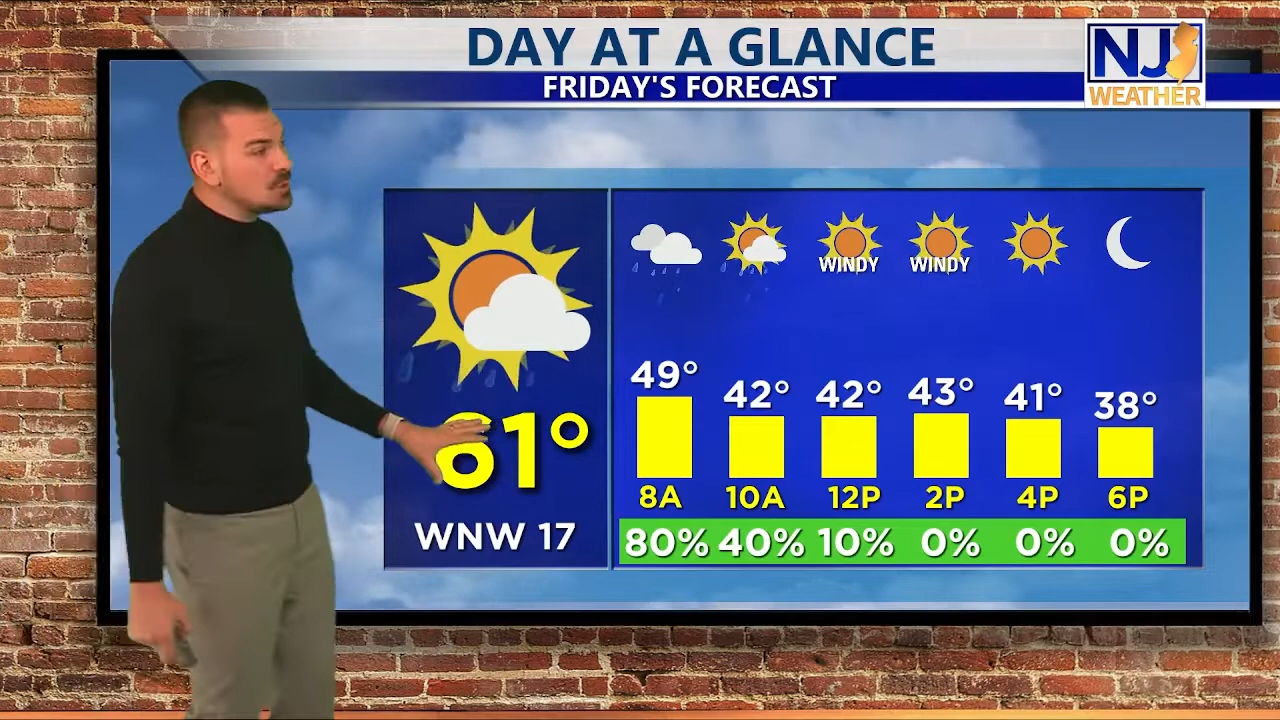 DAY AT A GLANCE
FRIDAY'S FORECAST
NJ
WEATHER
WINDY WINDY
49° 42° 42° 43° 41° 38°
61°
8A 10A 12P 2P 4P 6P
WNW 17
80% 40% 10% 0% 0% 0%